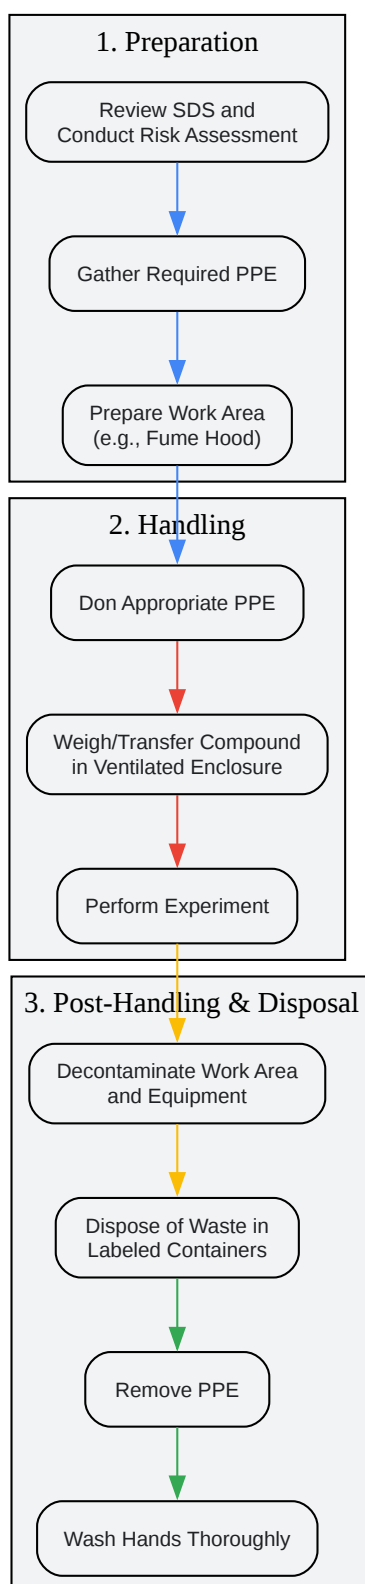 1. Preparation
Review SDS and
Conduct Risk Assessment
Gather Required PPE
Prepare Work Area
(e.g., Fume Hood)
2. Handling
Don Appropriate PPE
Weigh/Transfer Compound
in Ventilated Enclosure
Perform Experiment
3. Post-Handling & Disposal
Decontaminate Work Area
and Equipment
Dispose of Waste in
Labeled Containers
Remove PPE
Wash Hands Thoroughly